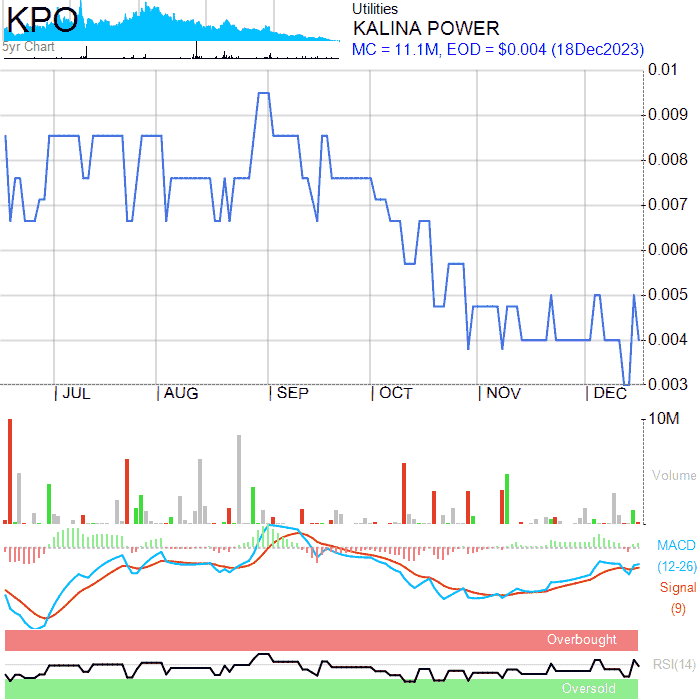 KPO
5yr Chart
Utilities
KALINA POWER
MC = 11.1M, EOD = $0.004 (18Dec2023)
0.01
0.009
0.008
0.007
0.006
0.005
0.004
0.003
JUL AUG SEP OCT NOV DEC
10M
Volume
MACD
(12-26)
Signal
(9)
Overbought
RSI(14)
Oversold